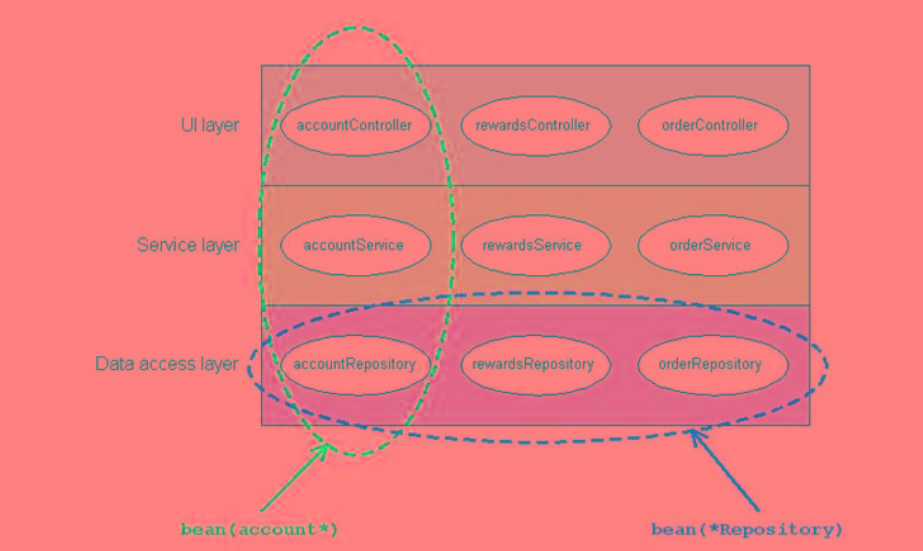 UI layer accountController rewardsController orderController
Service layer accountService rewardsService orderService
Data access layer accountRepository rewardsRepository orderRepository
bean(account*) bean(*Repository)